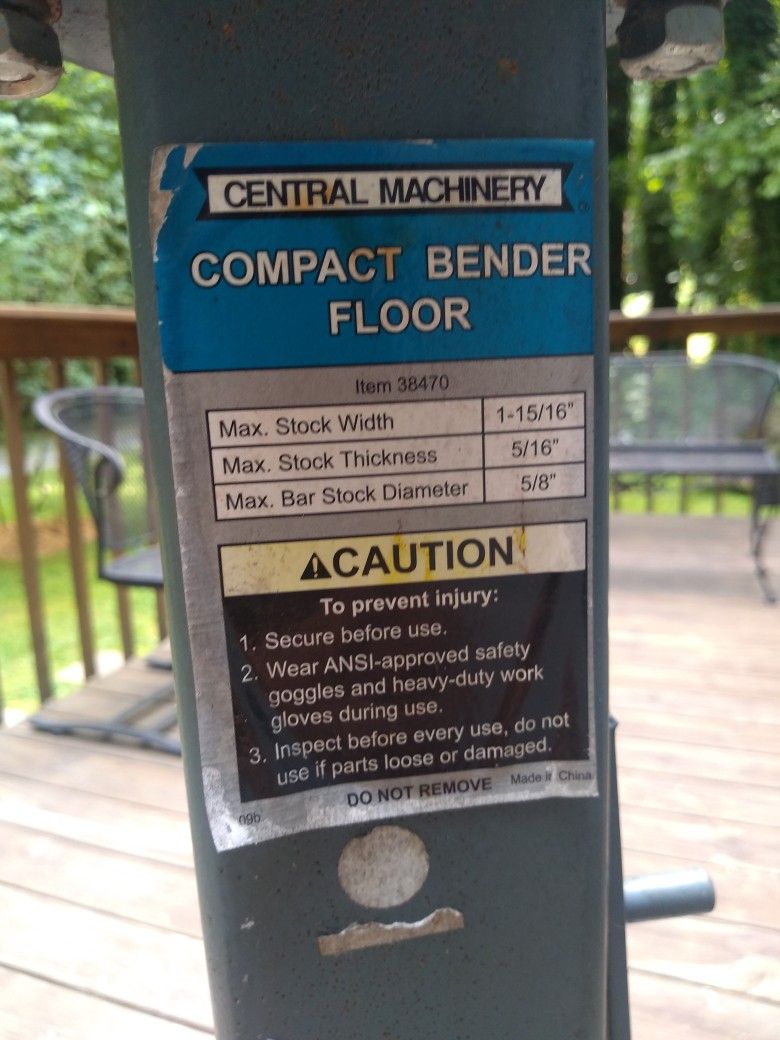 CENTRAL MACHINERY
COMPACT BENDER
FLOOR
Item 38470
Max. Stock Width 1-15/16"
Max. Stock Thickness 5/16"
Max. Bar Stock Diameter 5/8"
⚠CAUTION
To prevent injury:
1. Secure before use.
2. Wear ANSI-approved safety
goggles and heavy-duty work
gloves during use.
3. Inspect before every use, do not
use if parts loose or damaged.
DO NOT REMOVE Made in China
09b